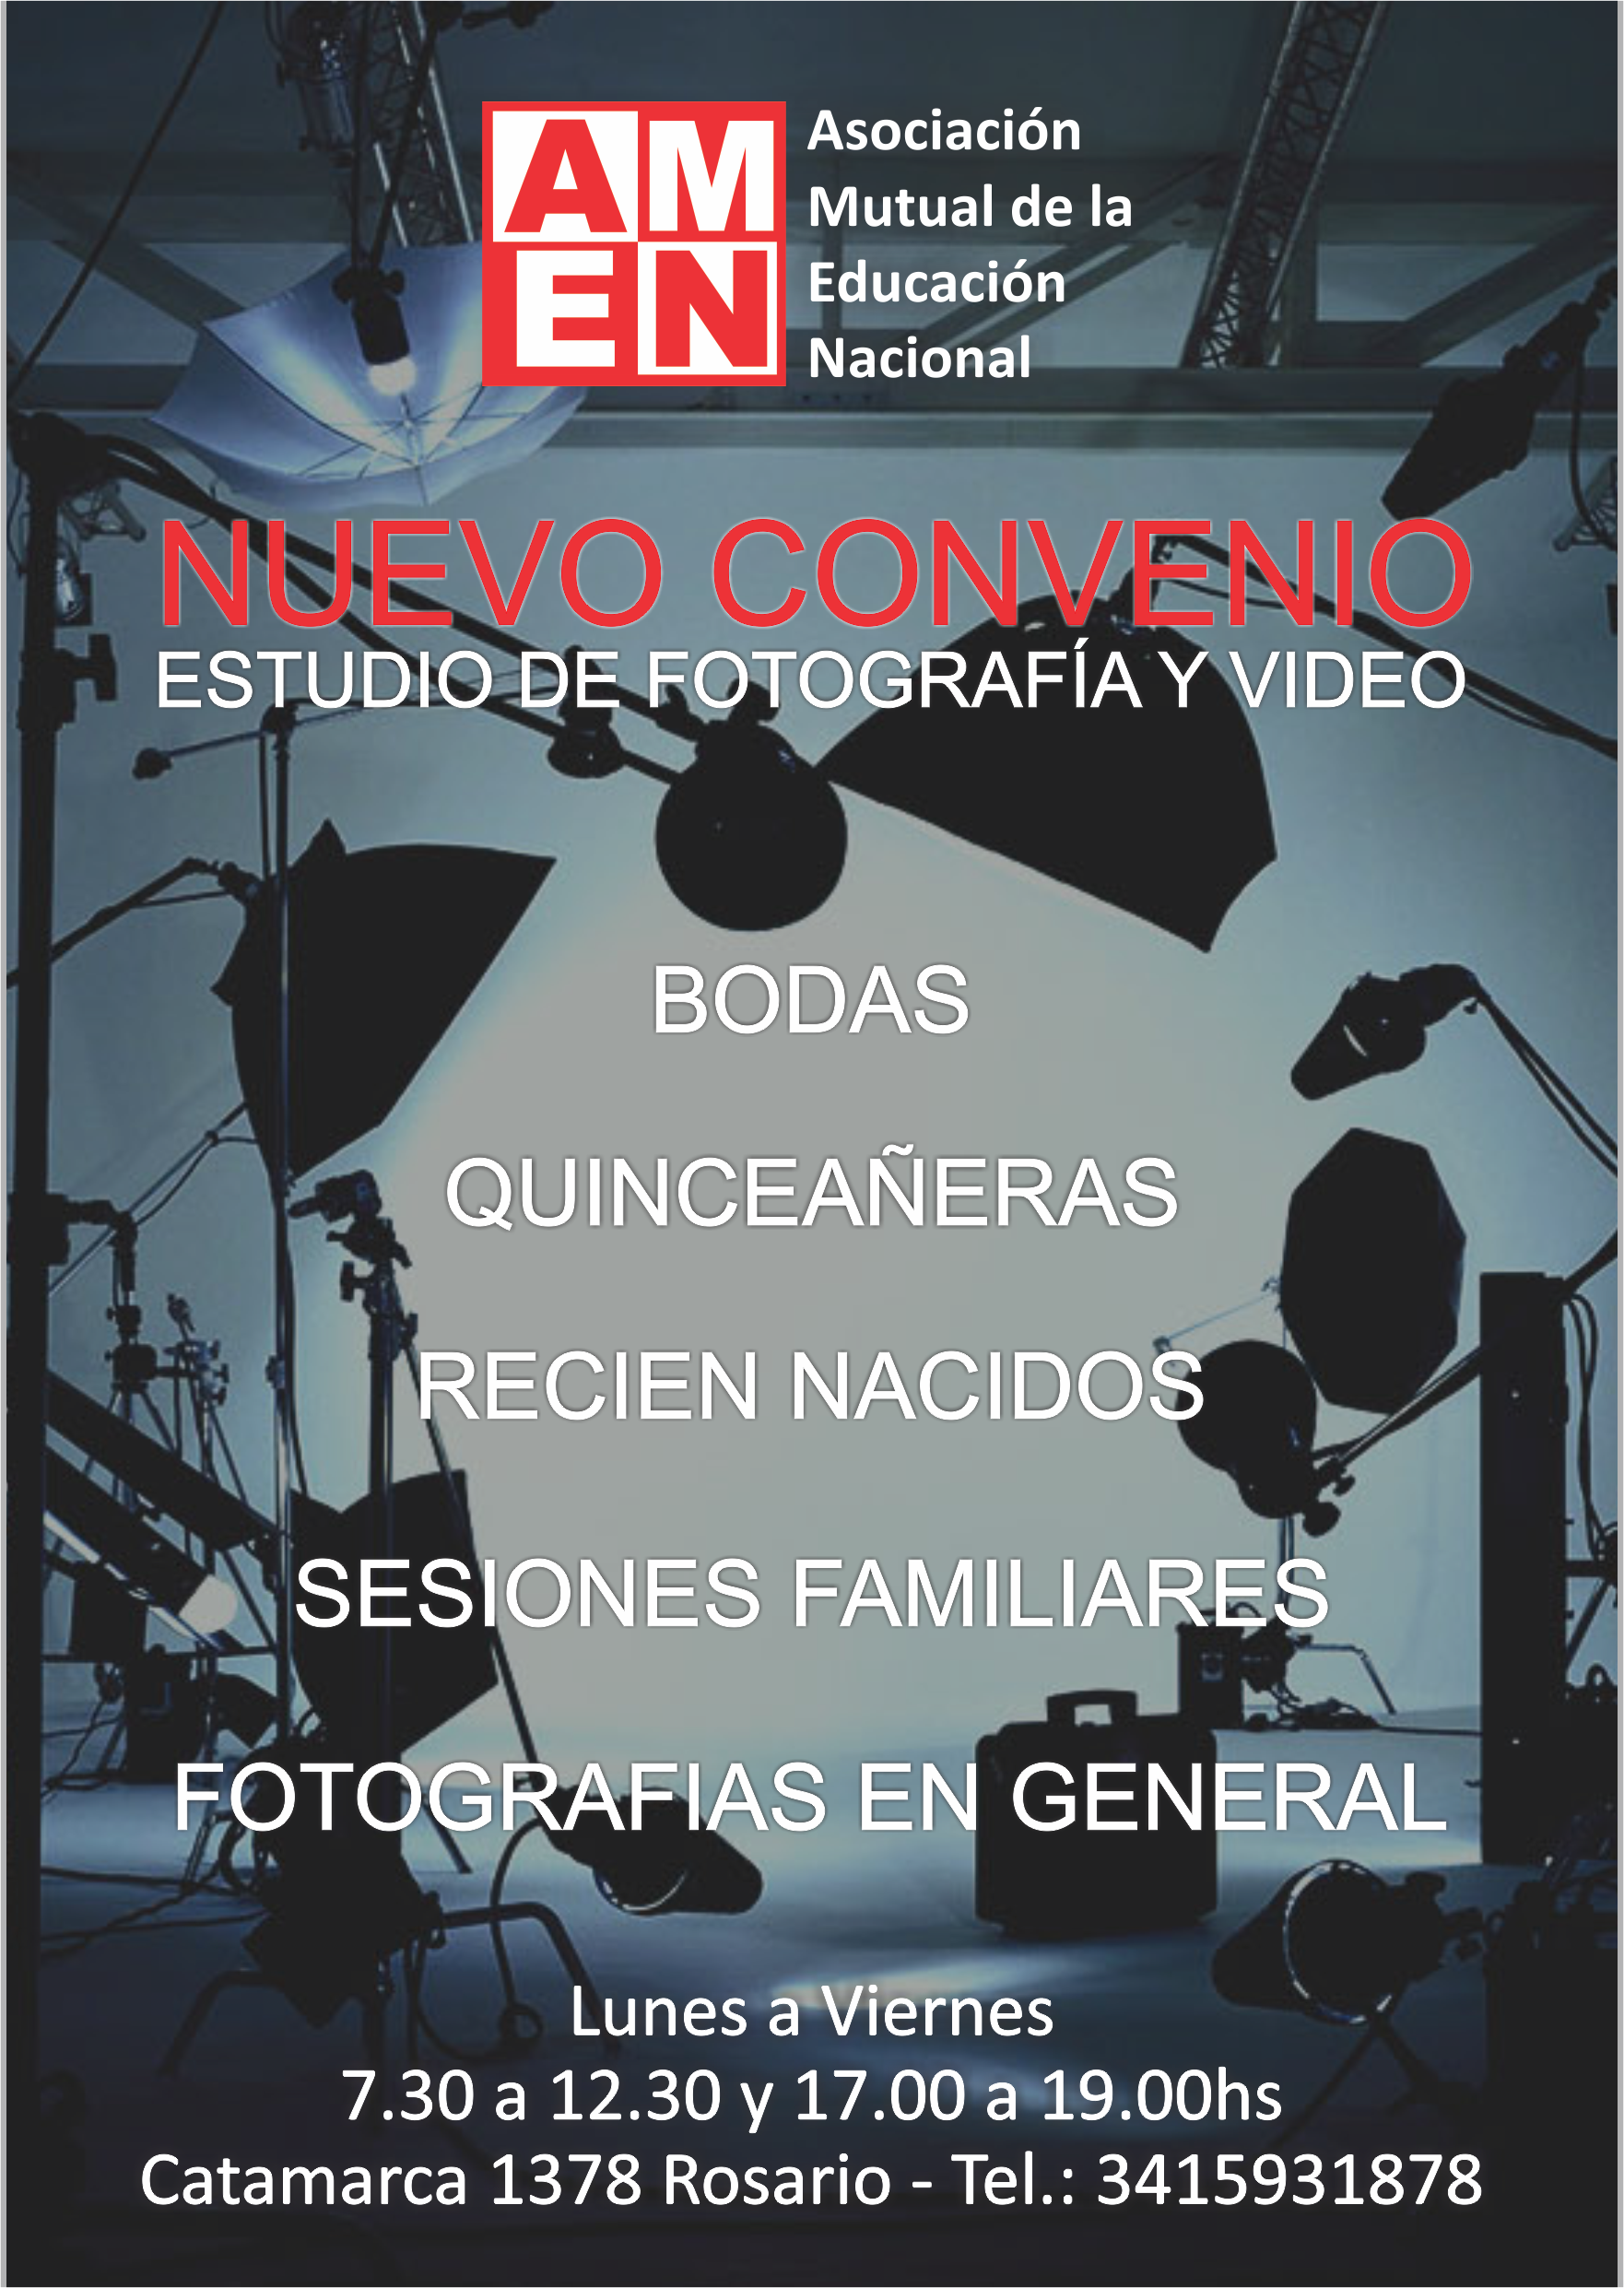 AM
EN
Asociación
Mutual de la
Educación
Nacional
NUEVO CONVENIO
ESTUDIO DE FOTOGRAFÍA Y VIDEO
BODAS
QUINCEAÑERAS
RECIEN NACIDOS
SESIONES FAMILIARES
FOTOGRAFIAS EN GENERAL
Lunes a Viernes
7.30 a 12.30 y 17.00 a 19.00hs
Catamarca 1378 Rosario - Tel.: 3415931878